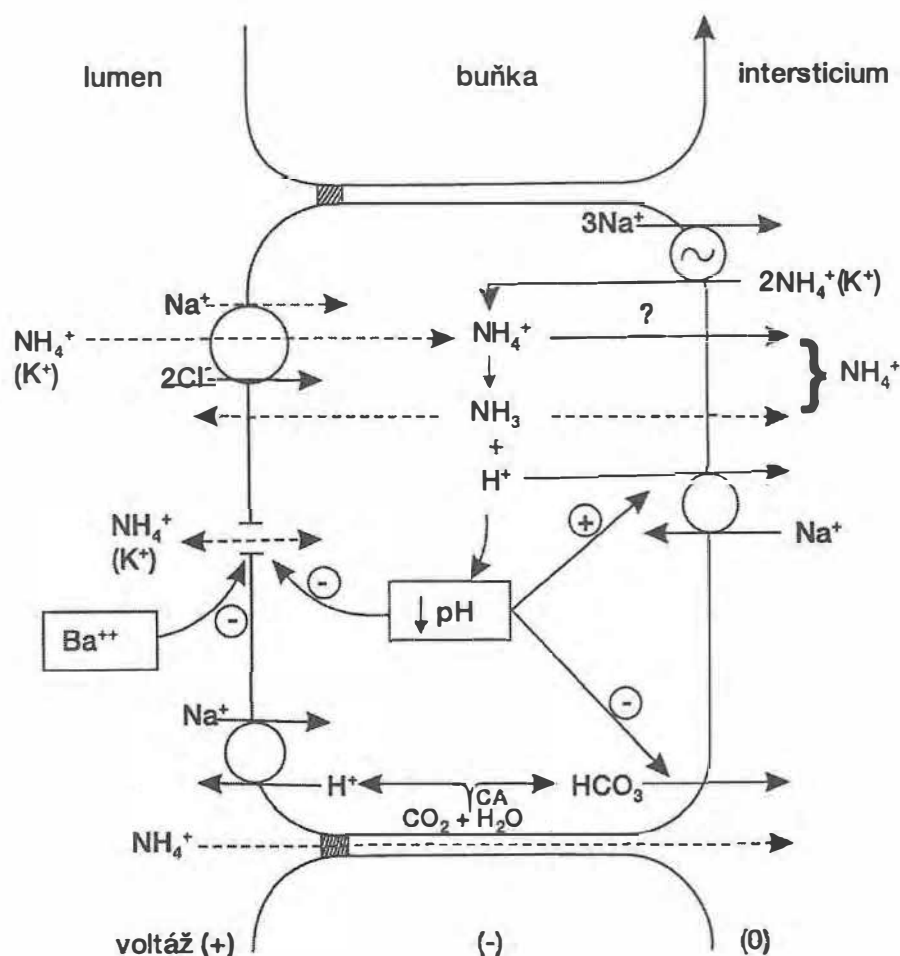 lumen buňka intersticium
3Na⁺
2NH₄⁺(K⁺)
?
Na⁺
NH₄⁺
(K⁺)
NH₄⁺
NH₄⁺
2Cl⁻
NH₃
+
H⁺
NH₄⁺
(K⁺)
+
Na⁺
-
↓ pH
-
Ba⁺⁺
-
Na⁺
H⁺
HCO₃
CA
CO₂ + H₂O
NH₄⁺
voltáž (+) (-) (0)